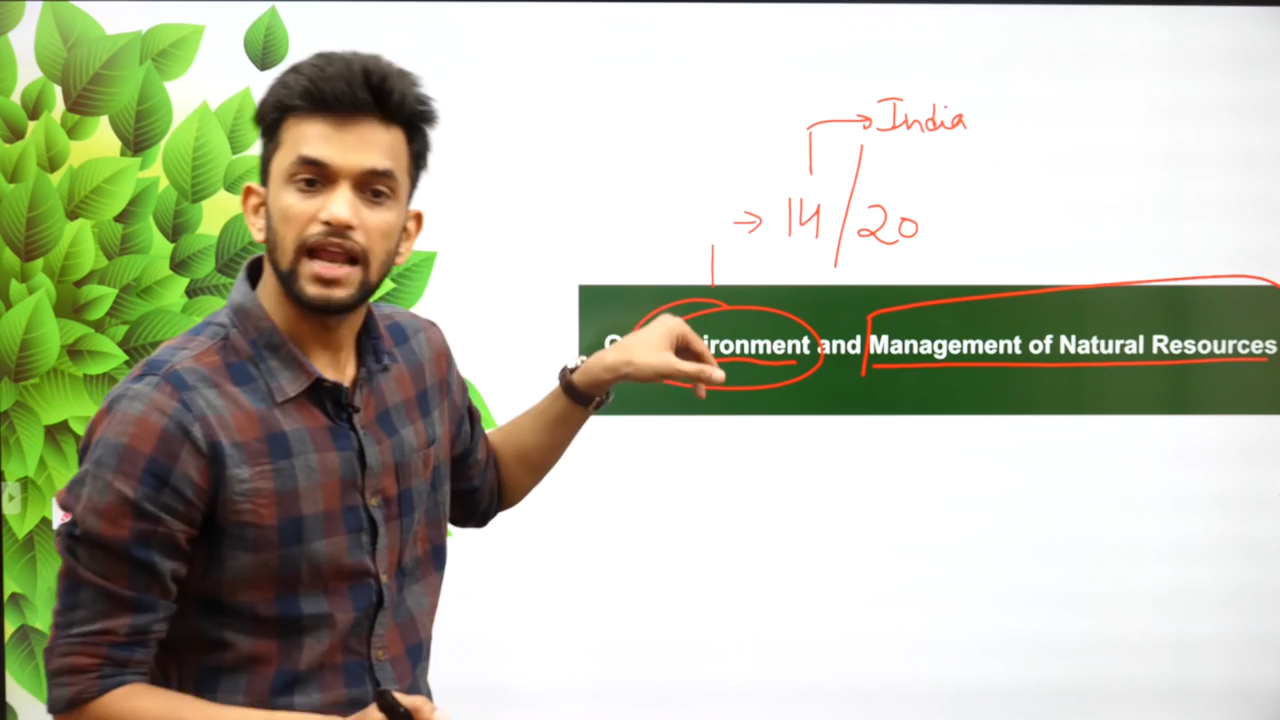 India
→ 14/20
ironment and Management of Natural Resources